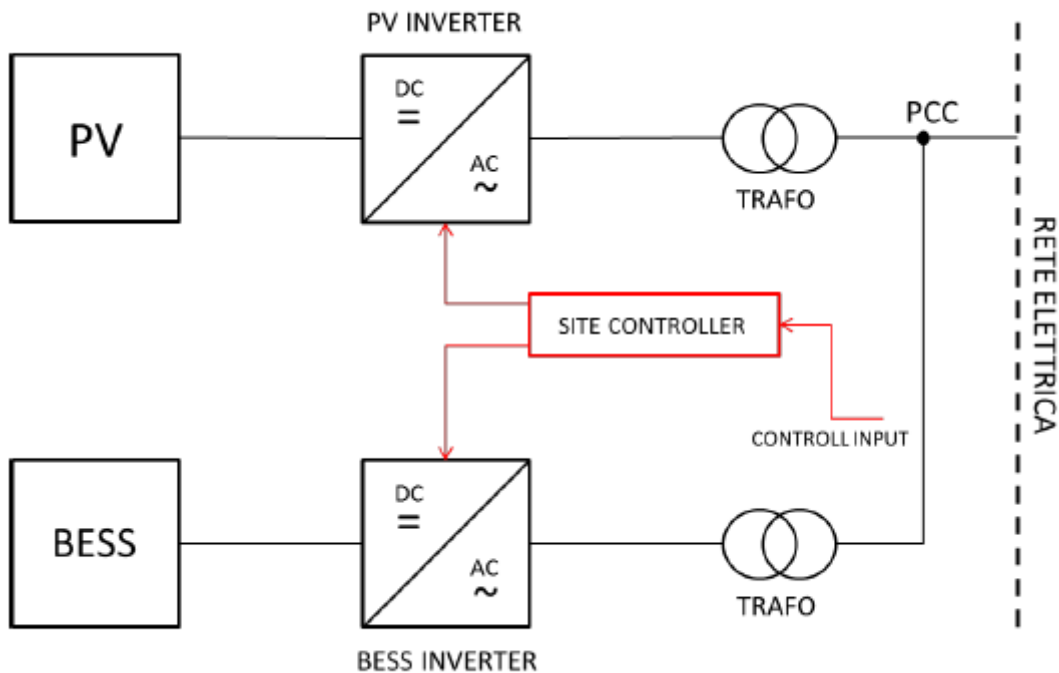 PV INVERTER
PV
DC
=
AC
~
TRAFO
PCC
RETE ELETTRICA
SITE CONTROLLER
CONTROLL INPUT
BESS
DC
=
AC
~
TRAFO
BESS INVERTER